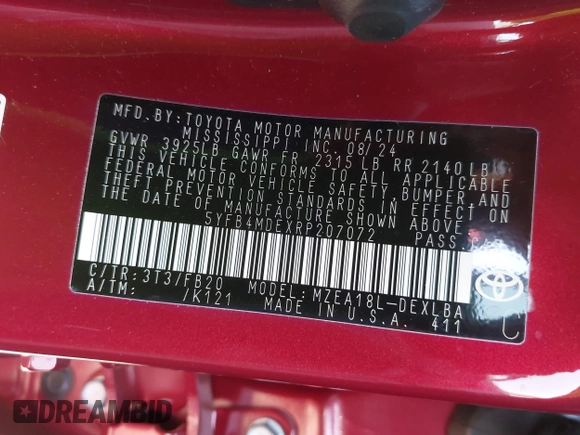 MFD. BY: TOYOTA MOTOR MANUFACTURING
MISSISSIPPI, INC. 08/24
GVWR 3925LB GAWR FR 2315 LB RR 2140 LB
THIS VEHICLE CONFORMS TO ALL APPLICABLE
FEDERAL MOTOR VEHICLE SAFETY, BUMPER, AND
THEFT PREVENTION STANDARDS IN EFFECT ON
THE DATE OF MANUFACTURE SHOWN ABOVE.
5YFB4MDEXRP207072 PASS.
C/TR: 3T3/FB20 MODEL: MZEA18L-DEXLBA
A/TM: /K121 MADE IN U.S.A. 411
DREAMBID